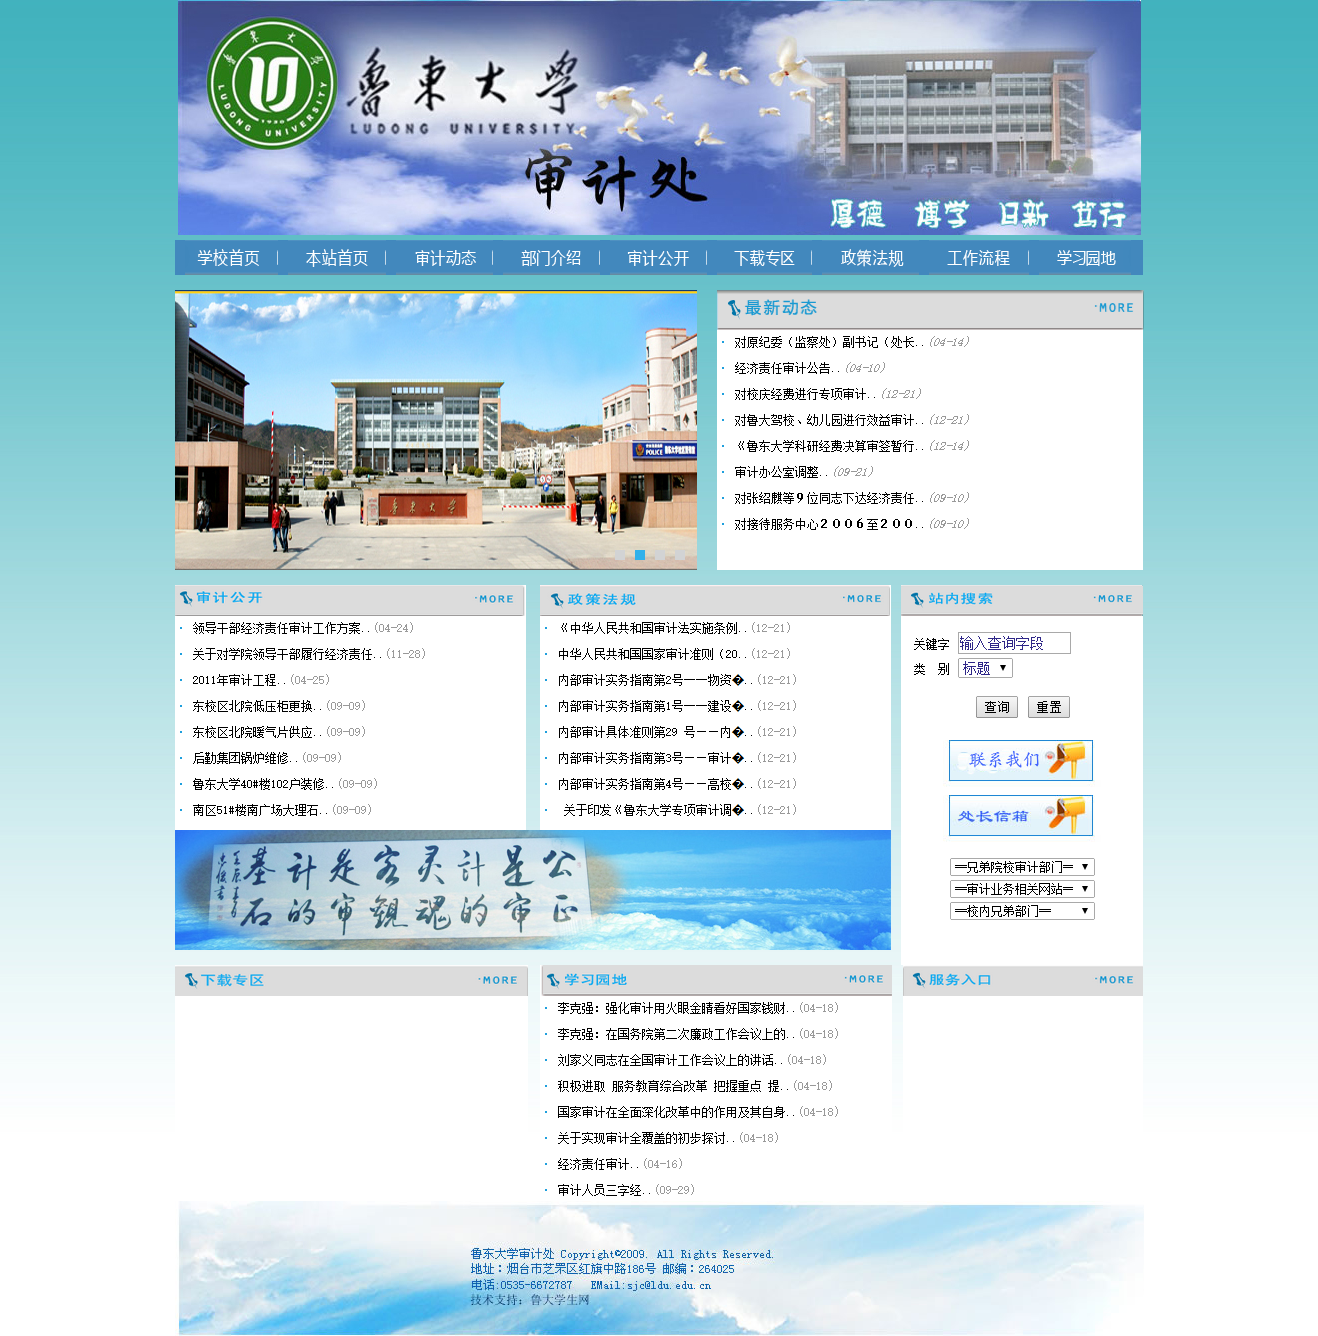 鲁东大学
LUDONG UNIVERSITY
审计处
厚德 博学 日新 笃行
学校首页 本站首页 审计动态 部门介绍 审计公开 下载专区 政策法规 工作流程 学习园地
最新动态 ·MORE
对原纪委（监察处）副书记（处长..(04-14)
经济责任审计公告..(04-10)
对校庆经费进行专项审计..(12-21)
对鲁大驾校、幼儿园进行效益审计..(12-21)
《鲁东大学科研经费决算审签暂行..(12-14)
审计办公室调整..(09-21)
对张绍麒等９位同志下达经济责任..(09-10)
对接待服务中心２００６至２００..(09-10)
鲁东大学
POLICE
审计公开 ·MORE
领导干部经济责任审计工作方案..(04-24)
关于对学院领导干部履行经济责任..(11-28)
2011年审计工程..(04-25)
东校区北院低压柜更换..(09-09)
东校区北院暖气片供应..(09-09)
后勤集团锅炉维修..(09-09)
鲁东大学40#楼102户装修..(09-09)
南区51#楼南广场大理石..(09-09)
政策法规 ·MORE
《中华人民共和国审计法实施条例..(12-21)
中华人民共和国国家审计准则（20..(12-21)
内部审计实务指南第2号——物资�..(12-21)
内部审计实务指南第1号——建设�..(12-21)
内部审计具体准则第29 号－－内�..(12-21)
内部审计实务指南第3号－－审计�..(12-21)
内部审计实务指南第4号－－高校�..(12-21)
关于印发《鲁东大学专项审计调�..(12-21)
站内搜索 ·MORE
关键字 输入查询字段
类 别 标题
查询 重置
联系我们
处长信箱
═兄弟院校审计部门═
═审计业务相关网站═
═校内兄弟部门═
公正是审计的灵魂客观是审计的基石
下载专区 ·MORE
学习园地 ·MORE
李克强：强化审计用火眼金睛看好国家钱财..(04-18)
李克强：在国务院第二次廉政工作会议上的..(04-18)
刘家义同志在全国审计工作会议上的讲话..(04-18)
积极进取 服务教育综合改革 把握重点 提..(04-18)
国家审计在全面深化改革中的作用及其自身..(04-18)
关于实现审计全覆盖的初步探讨..(04-18)
经济责任审计..(04-16)
审计人员三字经..(09-29)
服务入口 ·MORE
鲁东大学审计处 Copyright©2009. All Rights Reserved.
地址：烟台市芝罘区红旗中路186号 邮编：264025
电话:0535-6672787 EMail:sjc@ldu.edu.cn
技术支持：鲁大学生网